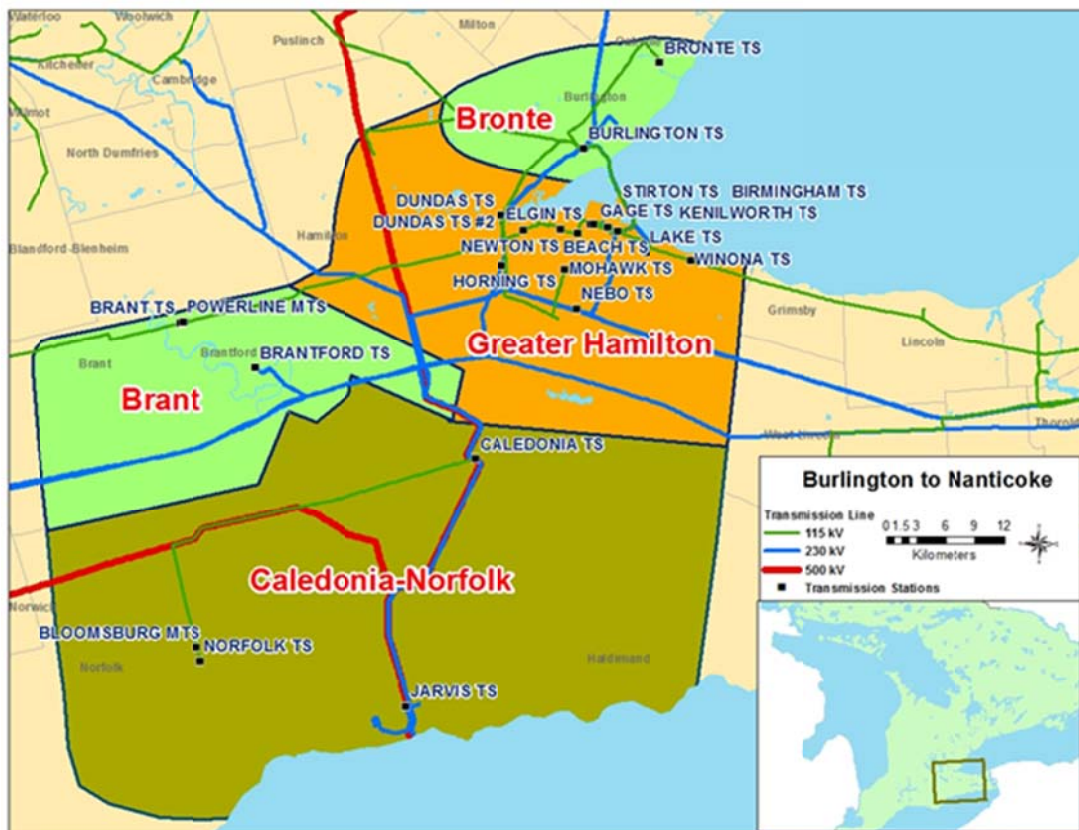 Waterloo
Woolwich
Milton
Puslinch
BRONTE TS
Kitchener
Cambridge
Burlington
Wilmot
Bronte
BURLINGTON TS
North Dumfries
DUNDAS TS
STIRTON TS BIRMINGHAM TS
DUNDAS TS #2
ELGIN TS
GAGE TS
KENILWORTH TS
Hamilton
Blandford-Blenheim
NEWTON TS
BEACH TS
LAKE TS
WINONA TS
HORNING TS
MOHAWK TS
BRANT TS
POWERLINE MTS
NEBO TS
Grimsby
Lincoln
Brant
Brantford
BRANTFORD TS
Greater Hamilton
Brant
West Lincoln
Thorold
CALEDONIA TS
Burlington to Nanticoke
Transmission Line
115 kV
230 kV
500 kV
Transmission Stations
0 1.5 3 6 9 12
Kilometers
Caledonia-Norfolk
Norwich
BLOOMSBURG MTS
NORFOLK TS
Norfolk
Haldimand
JARVIS TS